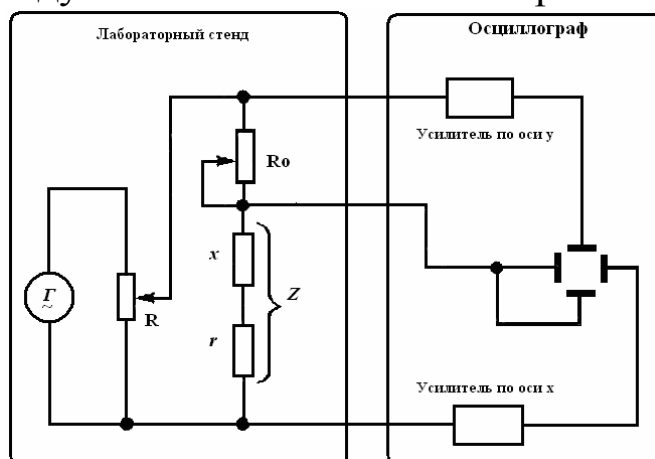 Лабораторный стенд
Осциллограф
Усилитель по оси y
Ro
x
Z
Г
~
R
r
Усилитель по оси x